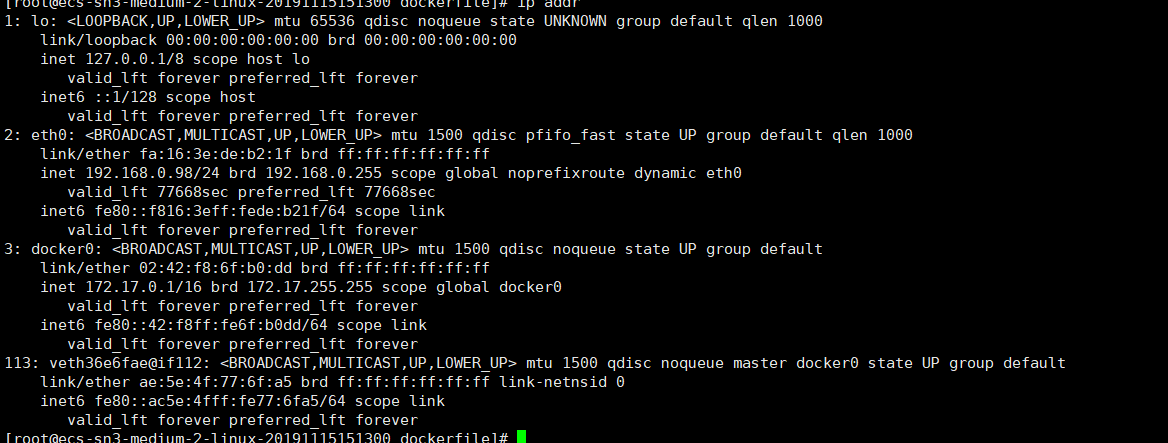 [root@ecs-sn3-medium-2-linux-20191115151300 dockerfile]# ip addr
1: lo: <LOOPBACK,UP,LOWER_UP> mtu 65536 qdisc noqueue state UNKNOWN group default qlen 1000
    link/loopback 00:00:00:00:00:00 brd 00:00:00:00:00:00
    inet 127.0.0.1/8 scope host lo
       valid_lft forever preferred_lft forever
    inet6 ::1/128 scope host
       valid_lft forever preferred_lft forever
2: eth0: <BROADCAST,MULTICAST,UP,LOWER_UP> mtu 1500 qdisc pfifo_fast state UP group default qlen 1000
    link/ether fa:16:3e:de:b2:1f brd ff:ff:ff:ff:ff:ff
    inet 192.168.0.98/24 brd 192.168.0.255 scope global noprefixroute dynamic eth0
       valid_lft 77668sec preferred_lft 77668sec
    inet6 fe80::f816:3eff:fede:b21f/64 scope link
       valid_lft forever preferred_lft forever
3: docker0: <BROADCAST,MULTICAST,UP,LOWER_UP> mtu 1500 qdisc noqueue state UP group default
    link/ether 02:42:f8:6f:b0:dd brd ff:ff:ff:ff:ff:ff
    inet 172.17.0.1/16 brd 172.17.255.255 scope global docker0
       valid_lft forever preferred_lft forever
    inet6 fe80::42:f8ff:fe6f:b0dd/64 scope link
       valid_lft forever preferred_lft forever
113: veth36e6fae@if112: <BROADCAST,MULTICAST,UP,LOWER_UP> mtu 1500 qdisc noqueue master docker0 state UP group default
    link/ether ae:5e:4f:77:6f:a5 brd ff:ff:ff:ff:ff:ff link-netnsid 0
    inet6 fe80::ac5e:4fff:fe77:6fa5/64 scope link
       valid_lft forever preferred_lft forever
[root@ecs-sn3-medium-2-linux-20191115151300 dockerfile]#